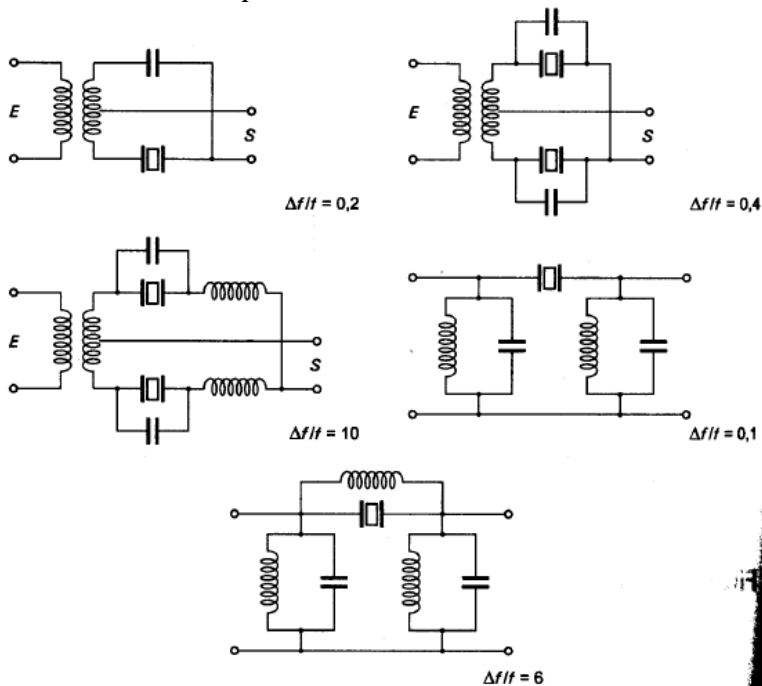 E
S
Δf/f = 0,2
E
S
Δf/f = 0,4
E
S
Δf/f = 10
Δf/f = 0,1
Δf/f = 6